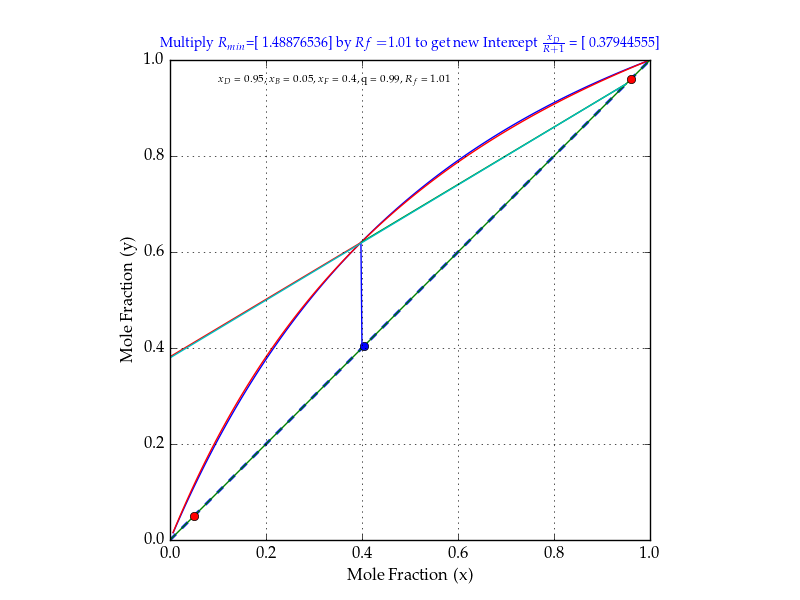 Multiply R_min=[ 1.48876536] by Rf =1.01 to get new Intercept x_D/R+1 = [ 0.37944555]
x_D = 0.95, x_B = 0.05, x_F = 0.4, q = 0.99, R_f = 1.01
1.0
0.8
0.6
0.4
0.2
0.0
Mole Fraction (y)
0.0 0.2 0.4 0.6 0.8 1.0
Mole Fraction (x)